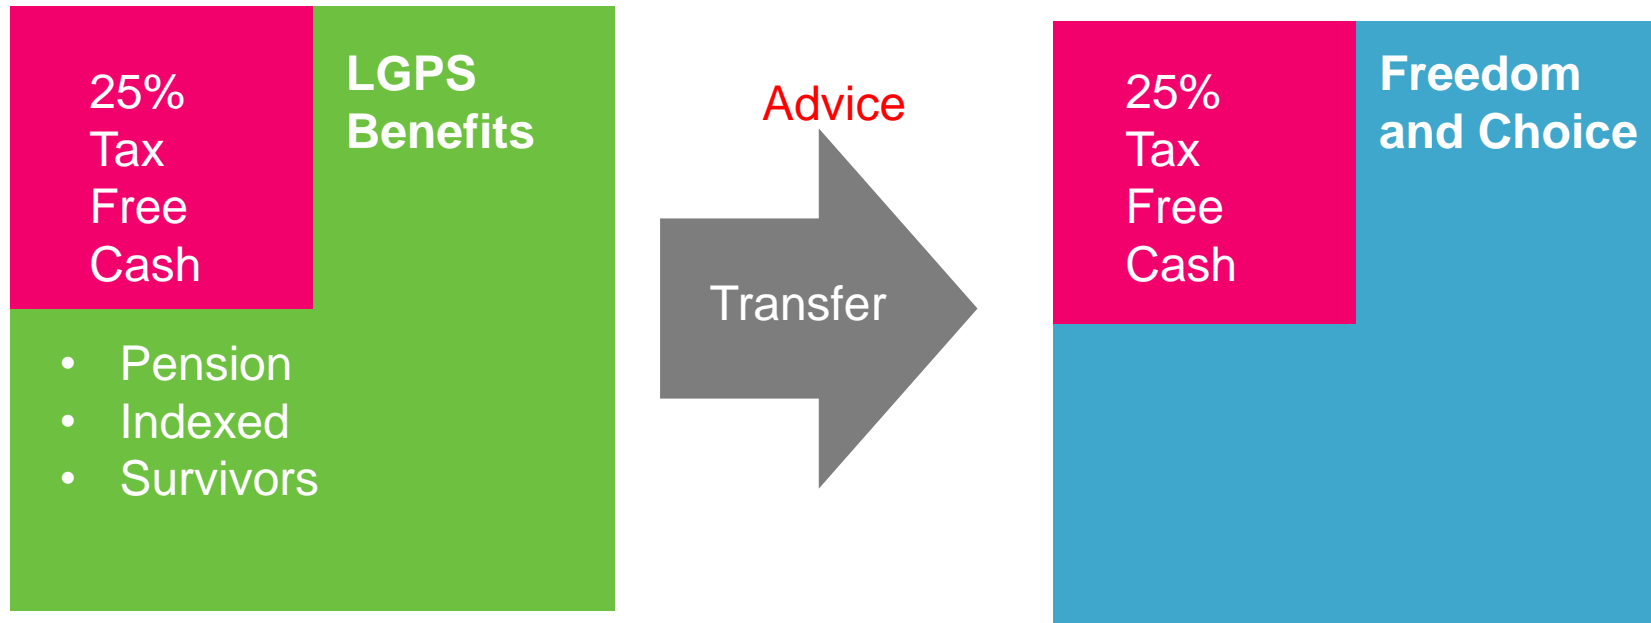 25%
Tax
Free
Cash
LGPS
Benefits
• Pension
• Indexed
• Survivors
Advice
Transfer
25%
Tax
Free
Cash
Freedom
and Choice